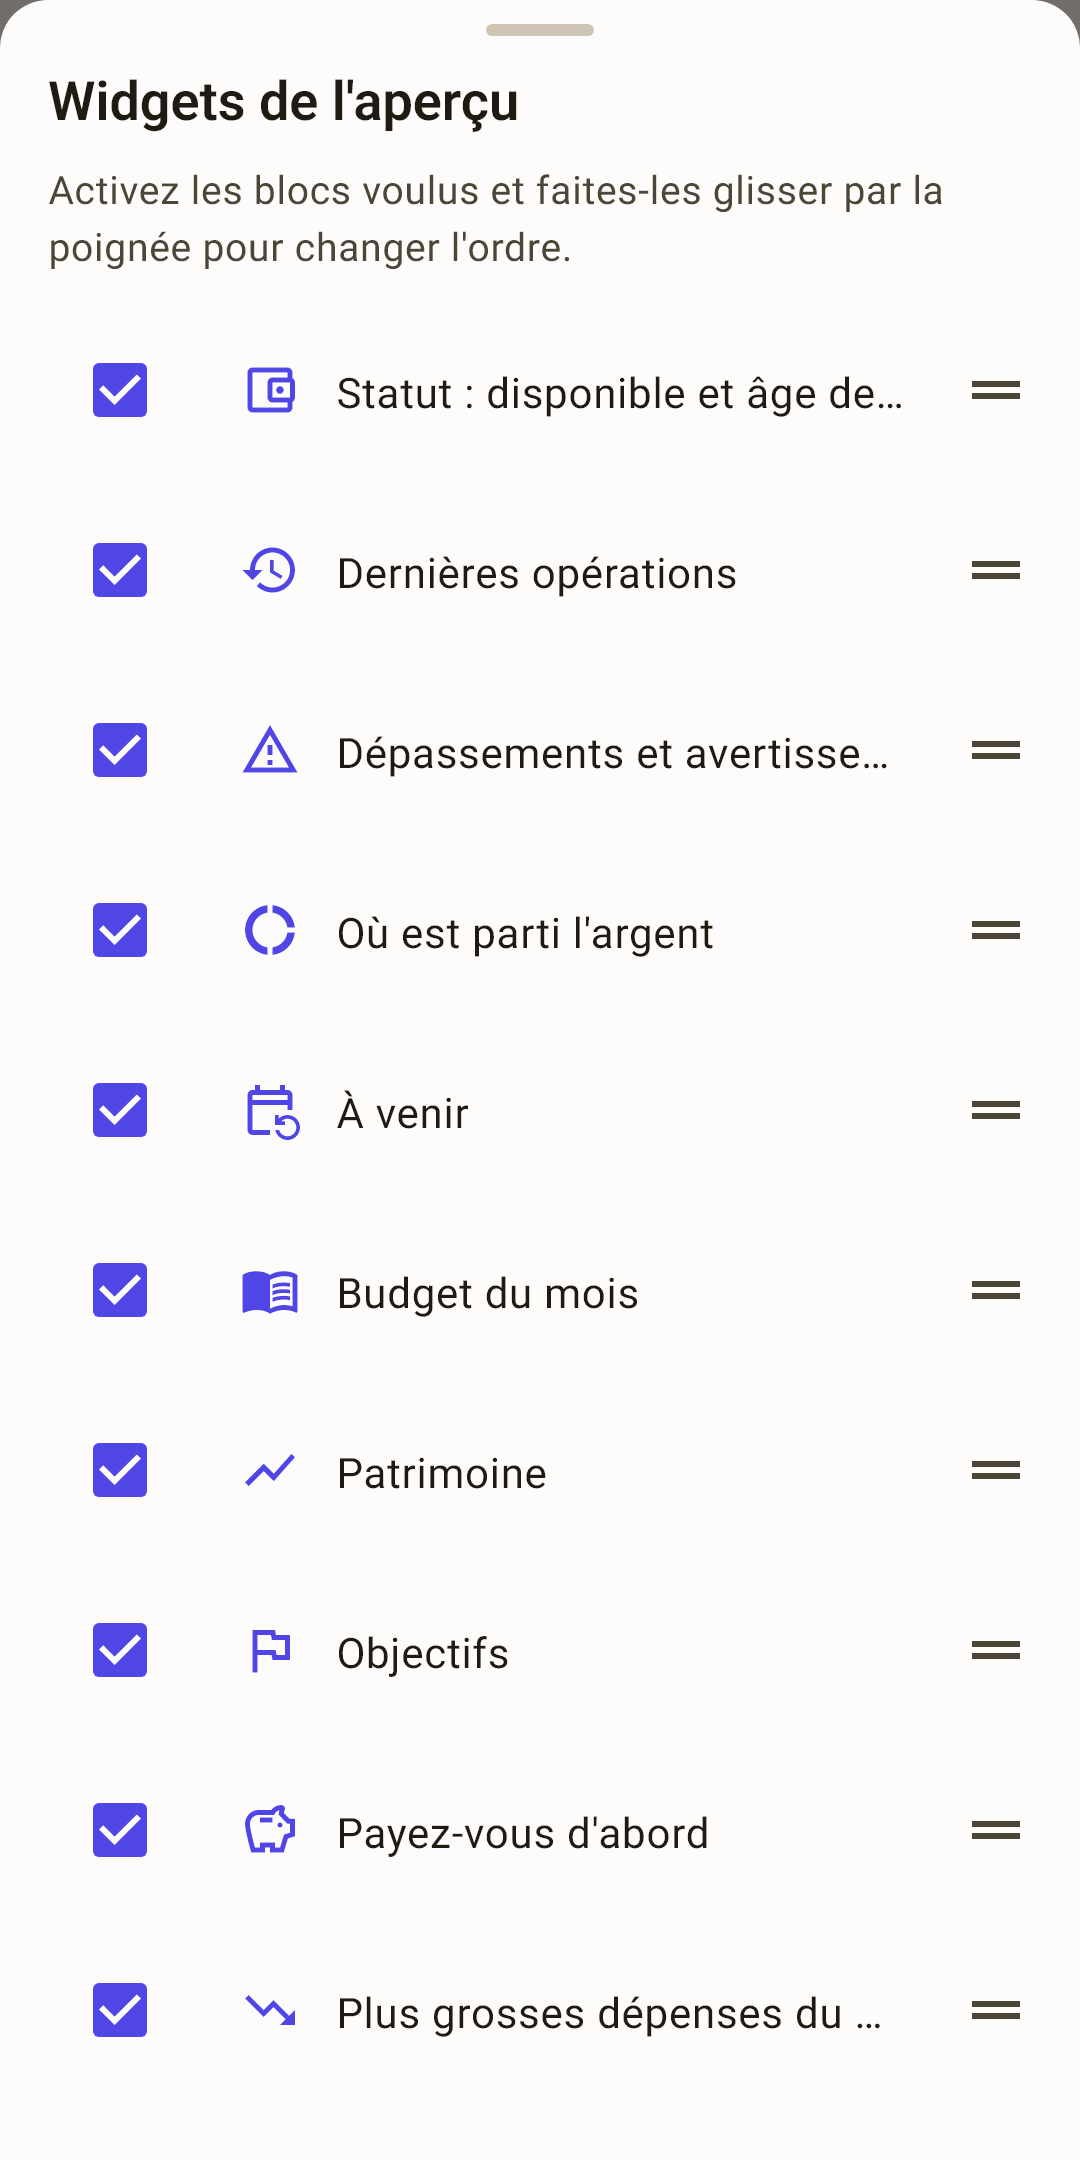 Widgets de l'aperçu
Activez les blocs voulus et faites-les glisser par la
poignée pour changer l'ordre.
Statut : disponible et âge de…
Dernières opérations
Dépassements et avertisse…
Où est parti l'argent
À venir
Budget du mois
Patrimoine
Objectifs
Payez-vous d'abord
Plus grosses dépenses du …